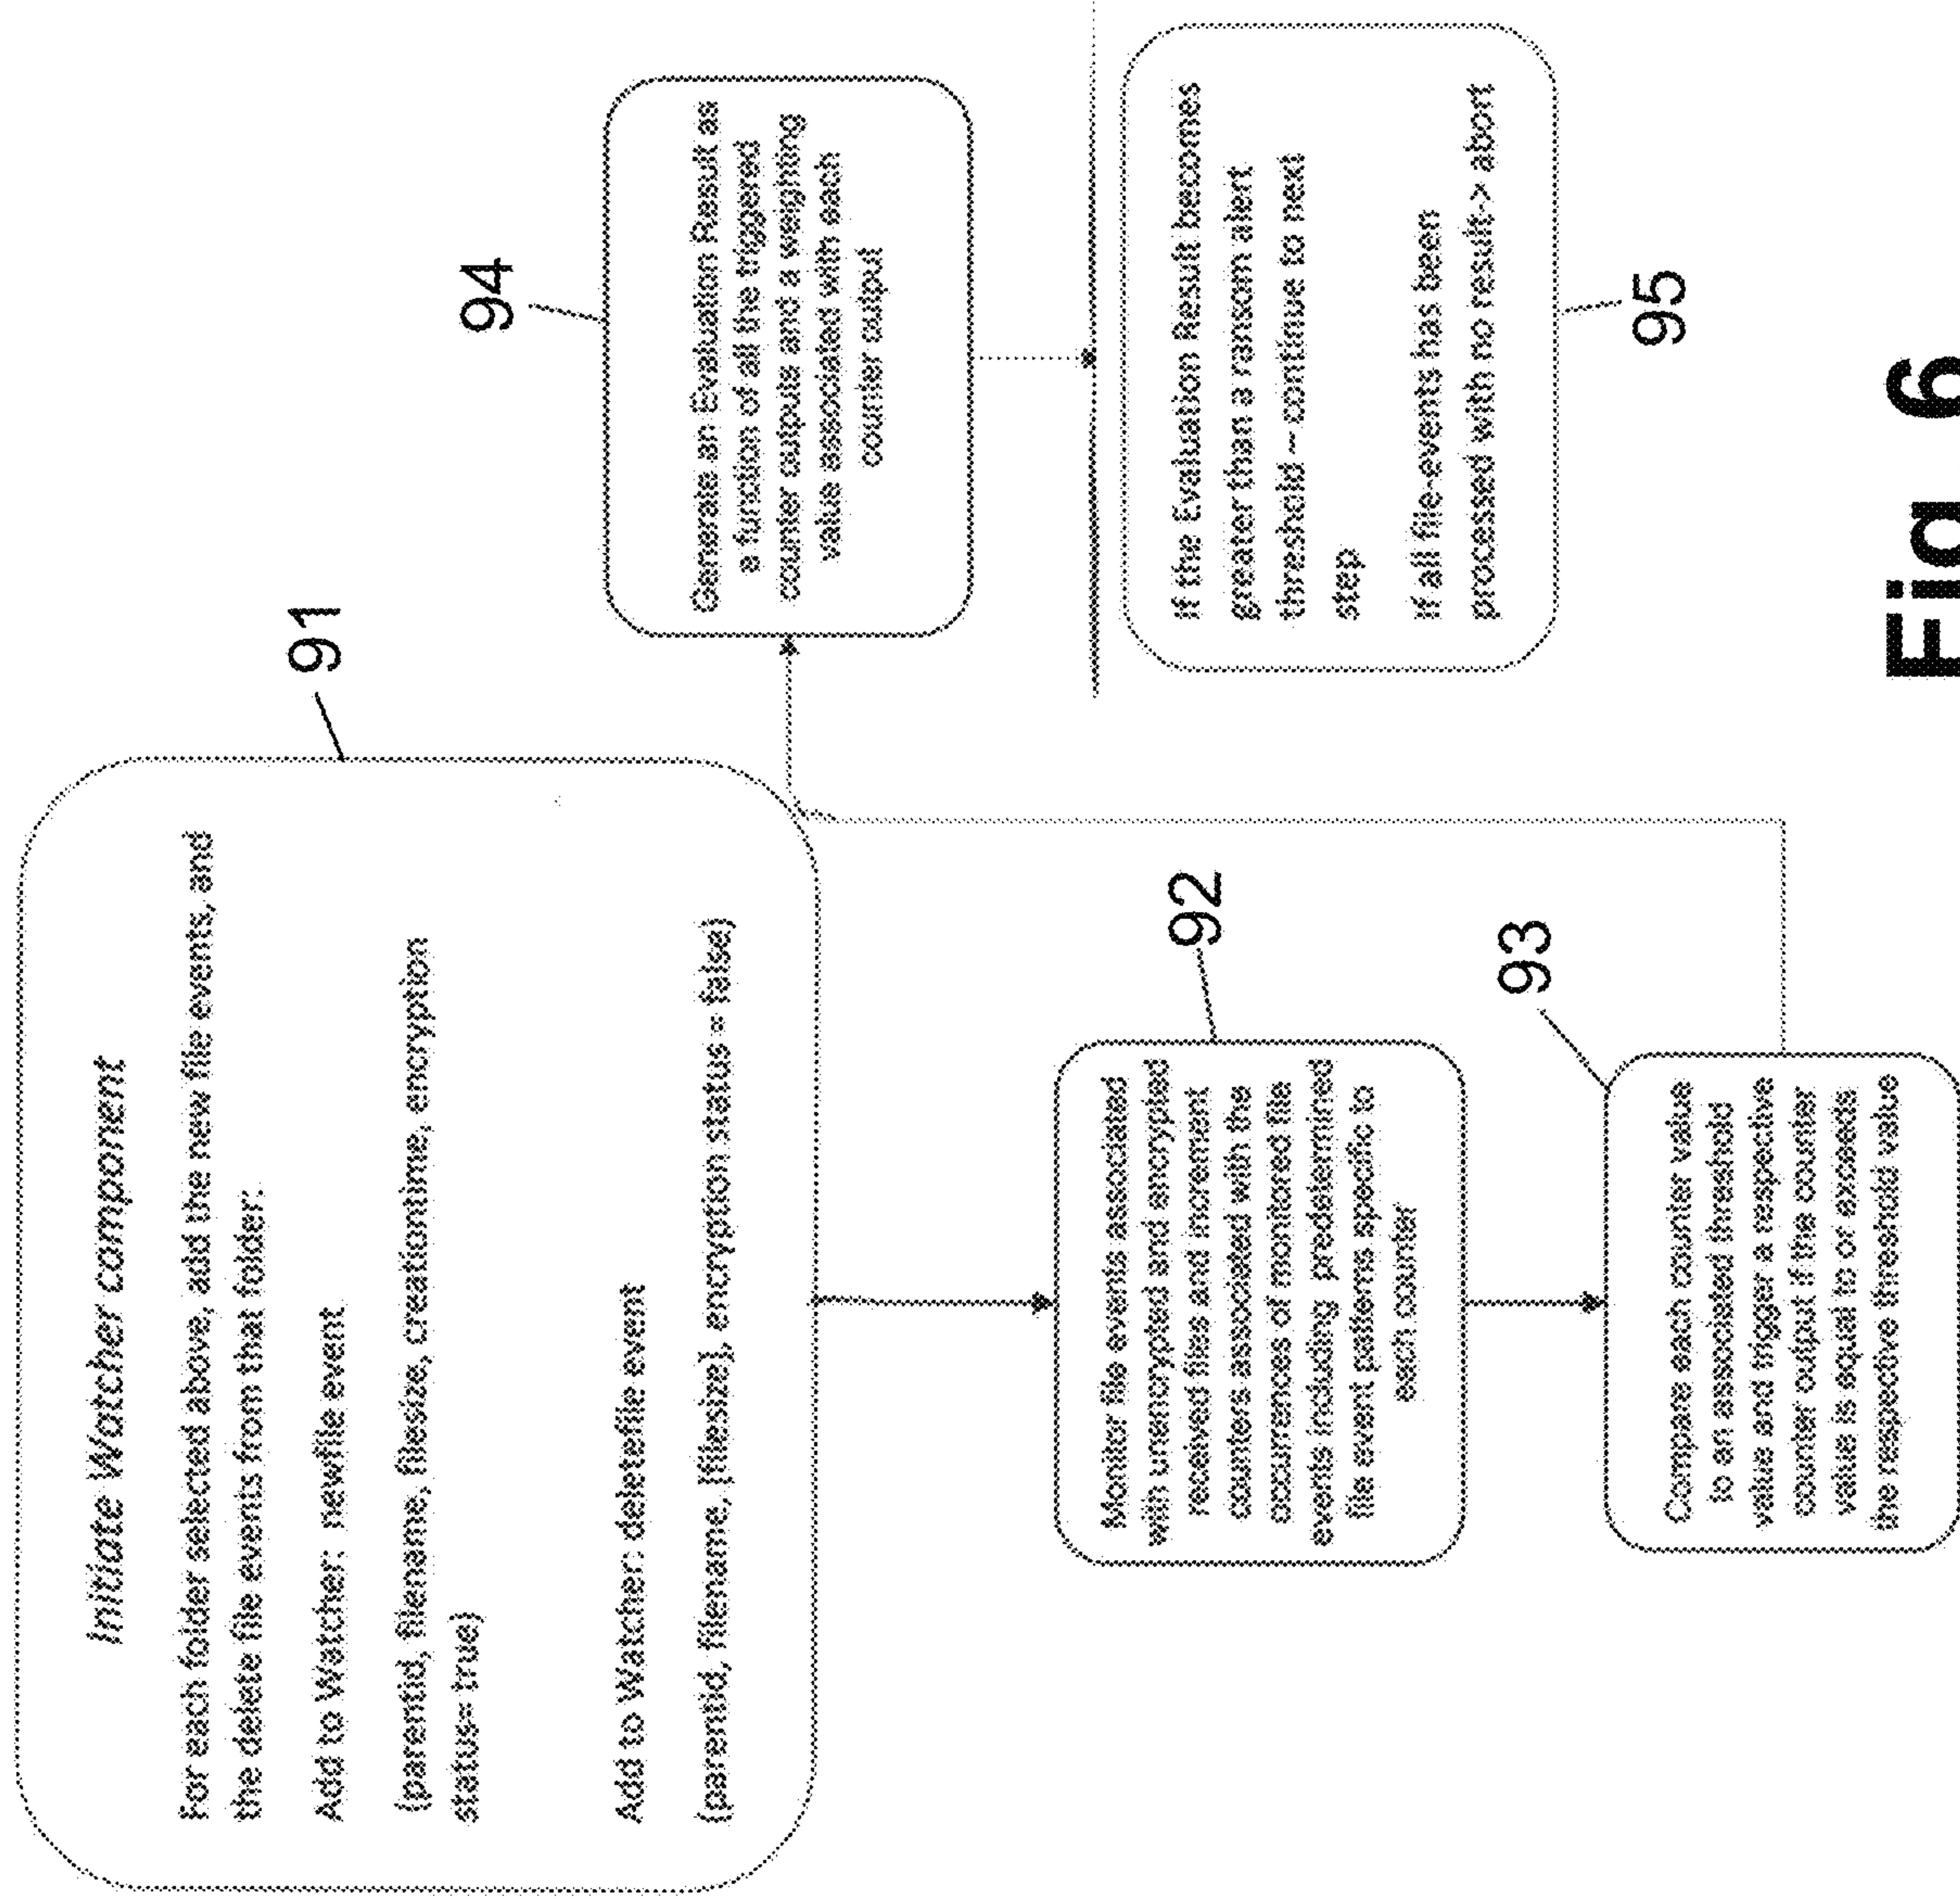 91
Initiate Watcher component
For each folder selected above, add the new file events, and
the delete file events from that folder:
Add to Watcher: newfile event
(parentid, filename, filesize, creationtime, encryption
status= true)
Add to Watcher: deletefile event
(parentid, filename, [filesize], encryption status = false)
92
Monitor file events associated
with unencrypted and encrypted
received files and increment
counters associated with the
occurrences of monitored file
events including predetermined
file event patterns specific to
each counter
93
Compare each counter value
to an associated threshold
value and trigger a respective
counter output if the counter
value is equal to or exceeds
the respective threshold value
94
Generate an Evaluation Result as
a function of all the triggered
counter outputs and a weighting
value associated with each
counter output
If the Evaluation Result becomes
greater than a ransom alert
threshold – continue to next
step
If all file-events has been
processed with no result-> abort
95
Fig 6